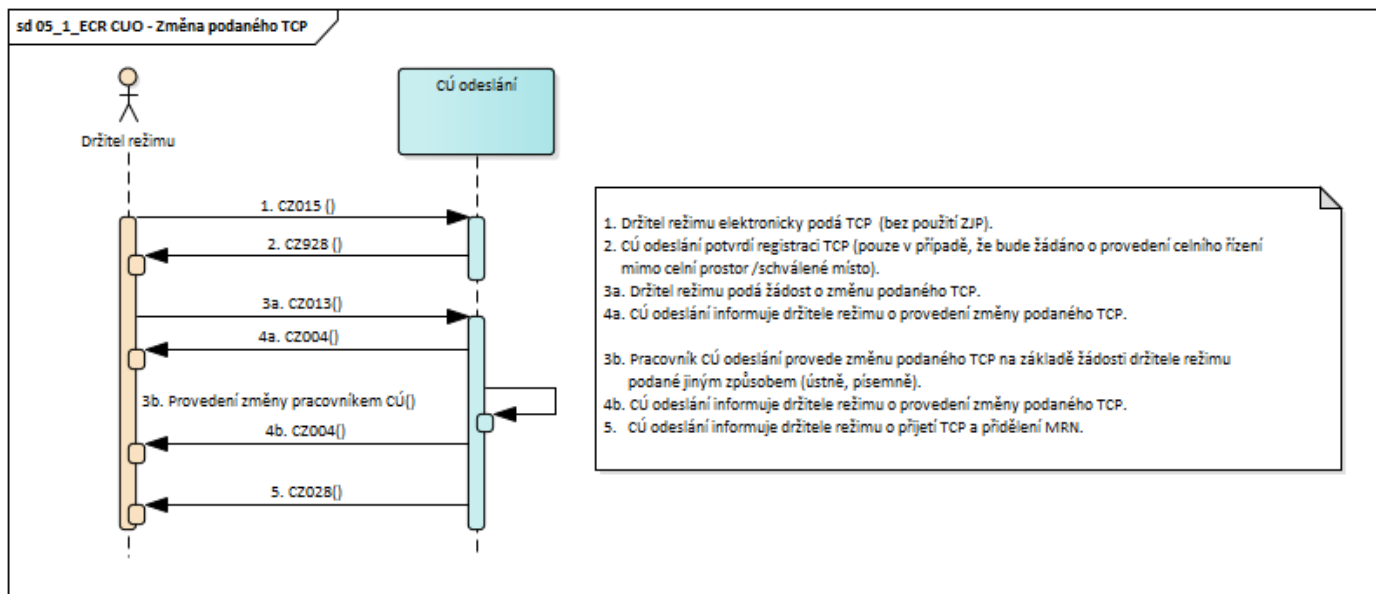 sd 05_1_ECR CUO - Změna podaného TCP
CÚ odeslání
Držitel režimu
1. CZ015 ()
2. CZ928 ()
3a. CZ013()
4a. CZ004()
3b. Provedení změny pracovníkem CÚ()
4b. CZ004()
5. CZ028()
1. Držitel režimu elektronicky podá TCP (bez použití ZJP).
2. CÚ odeslání potvrdí registraci TCP (pouze v případě, že bude žádáno o provedení celního řízení
mimo celní prostor /schválené místo).
3a. Držitel režimu podá žádost o změnu podaného TCP.
4a. CÚ odeslání informuje držitele režimu o provedení změny podaného TCP.
3b. Pracovník CÚ odeslání provede změnu podaného TCP na základě žádosti držitele režimu
podané jiným způsobem (ústně, písemně).
4b. CÚ odeslání informuje držitele režimu o provedení změny podaného TCP.
5. CÚ odeslání informuje držitele režimu o přijetí TCP a přidělení MRN.